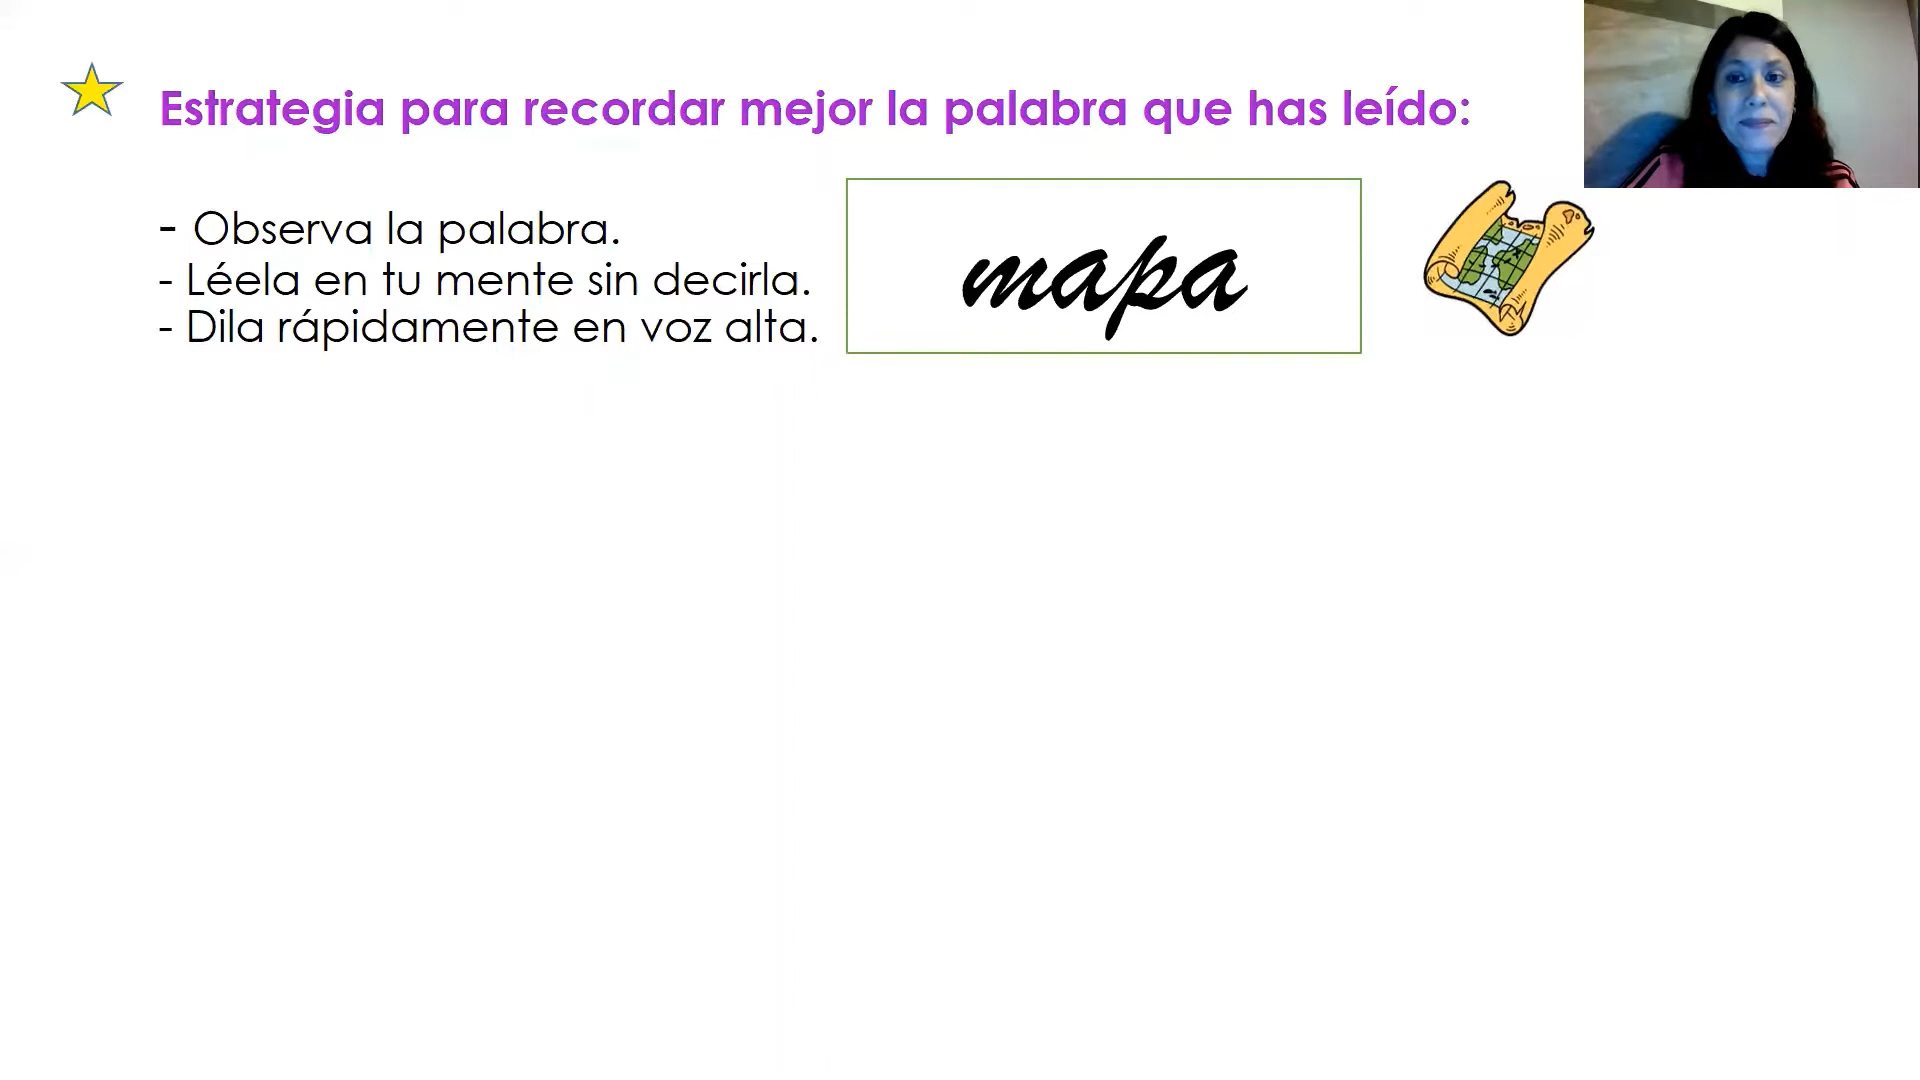 Estrategia para recordar mejor la palabra que has leído:
- Observa la palabra.
- Léela en tu mente sin decirla.
- Dila rápidamente en voz alta.
mapa